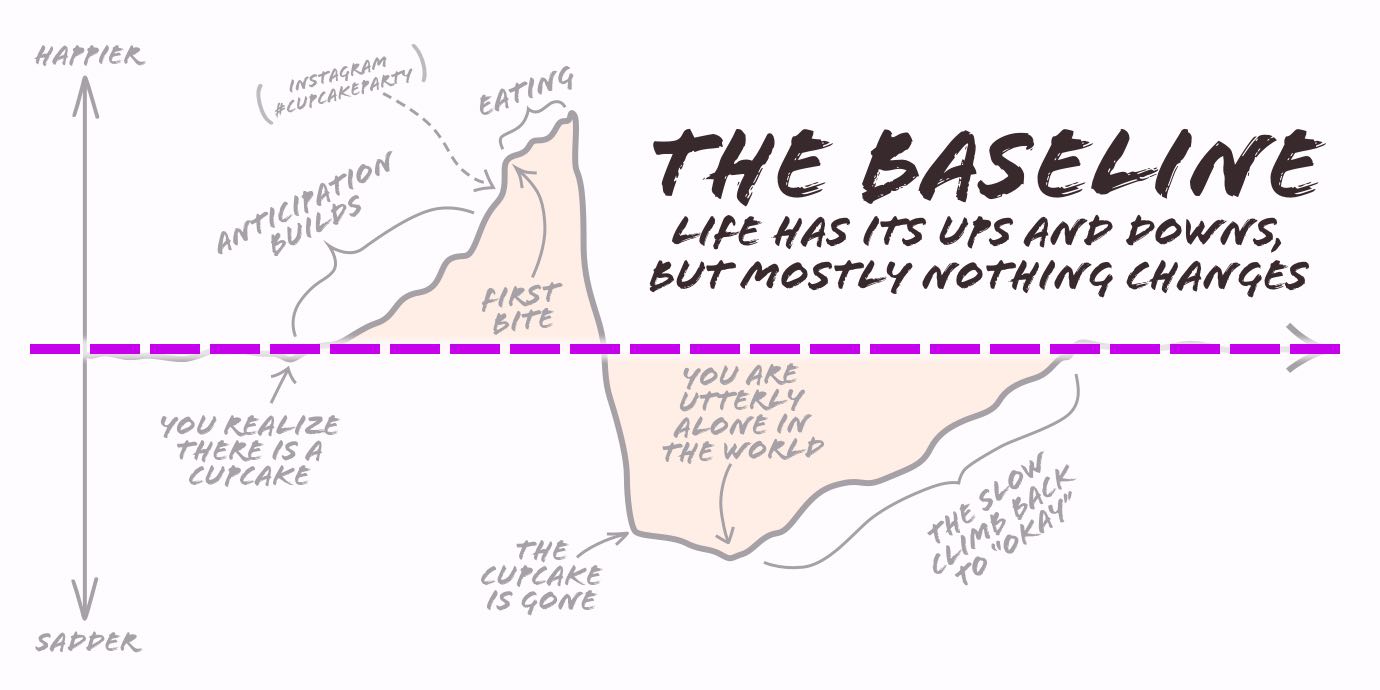 HAPPIER
(INSTAGRAM
#CUPCAKEPARTY)
EATING
ANTICIPATION
BUILDS
THE BASELINE
LIFE HAS ITS UPS AND DOWNS,
BUT MOSTLY NOTHING CHANGES
FIRST
BITE
YOU REALIZE
THERE IS A
CUPCAKE
YOU ARE
UTTERLY
ALONE IN
THE WORLD
THE
CUPCAKE
IS GONE
THE SLOW
CLIMB BACK
TO "OKAY"
SADDER